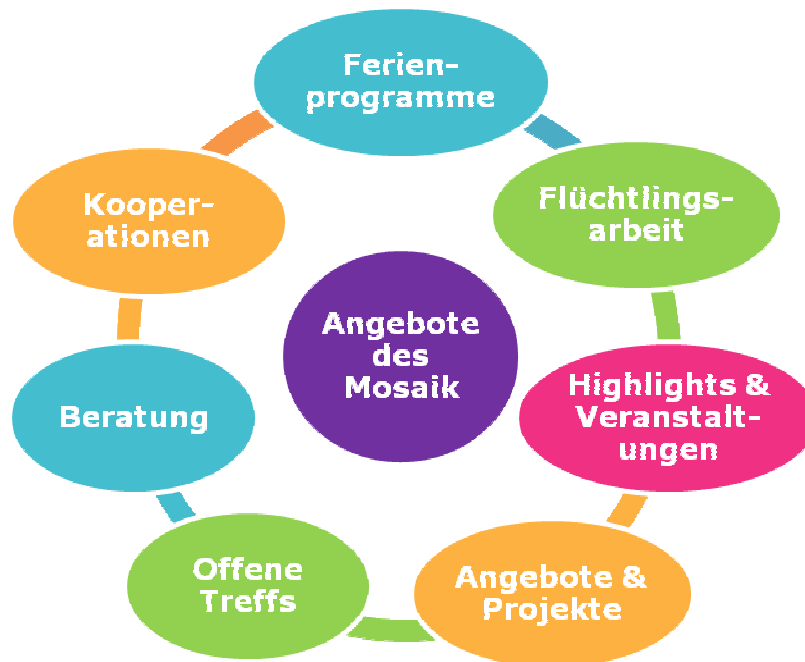 Ferien-
programme
Flüchtlings-
arbeit
Highlights &
Veranstalt-
ungen
Angebote &
Projekte
Offene
Treffs
Beratung
Kooper-
ationen
Angebote
des
Mosaik